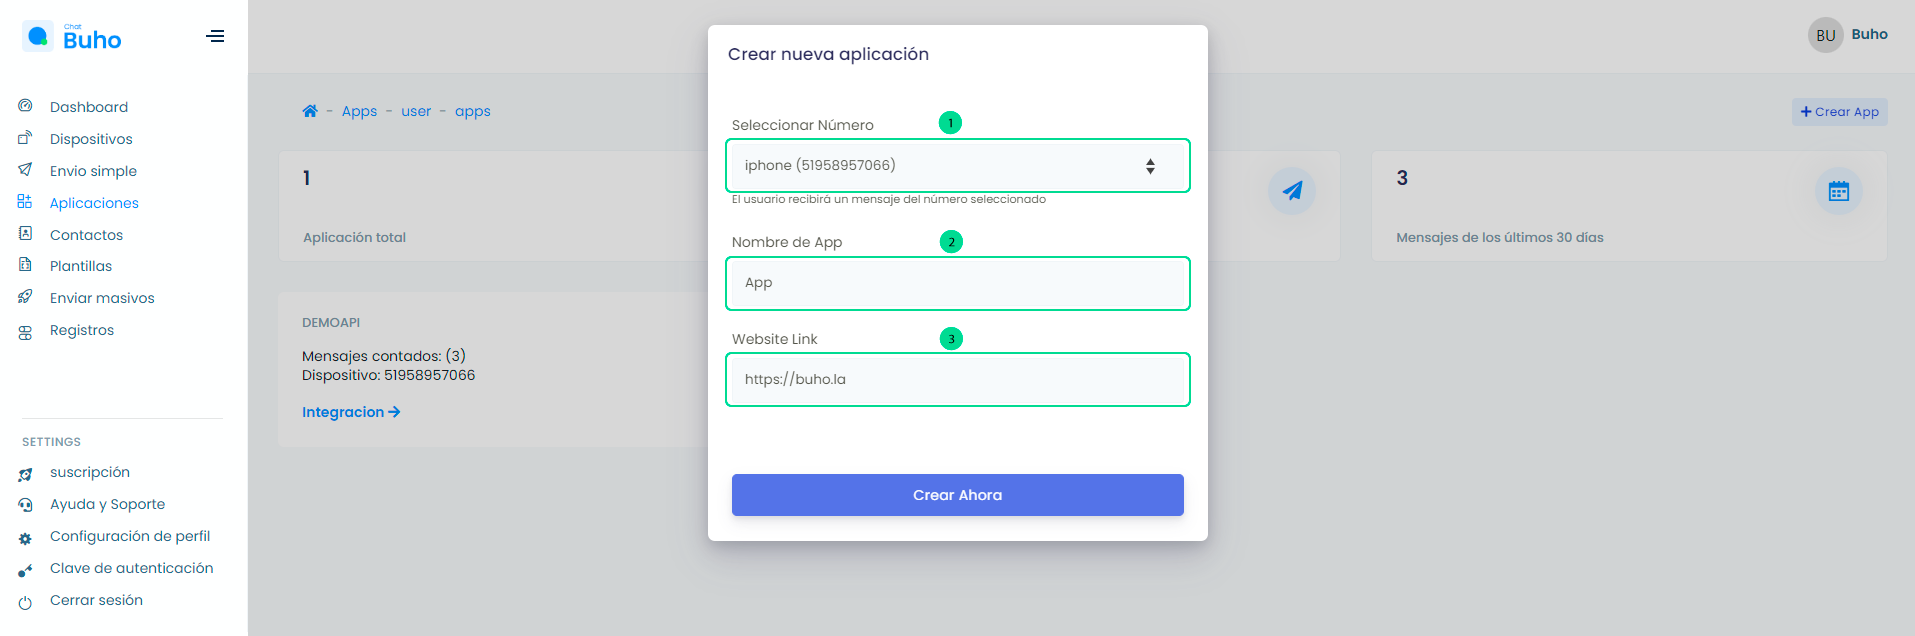 Chat
Buho
Dashboard
Dispositivos
Envio simple
Aplicaciones
Contactos
Plantillas
Enviar masivos
Registros
SETTINGS
suscripción
Ayuda y Soporte
Configuración de perfil
Clave de autenticación
Cerrar sesión
BU Buho
- Apps - user - apps
+ Crear App
1
Aplicación total
3
Mensajes de los últimos 30 días
DEMOAPI
Mensajes contados: (3)
Dispositivo: 51958957066
Integracion →
Crear nueva aplicación
Seleccionar Número 1
iphone (51958957066)
El usuario recibirá un mensaje del número seleccionado
Nombre de App 2
App
Website Link 3
https://buho.la
Crear Ahora